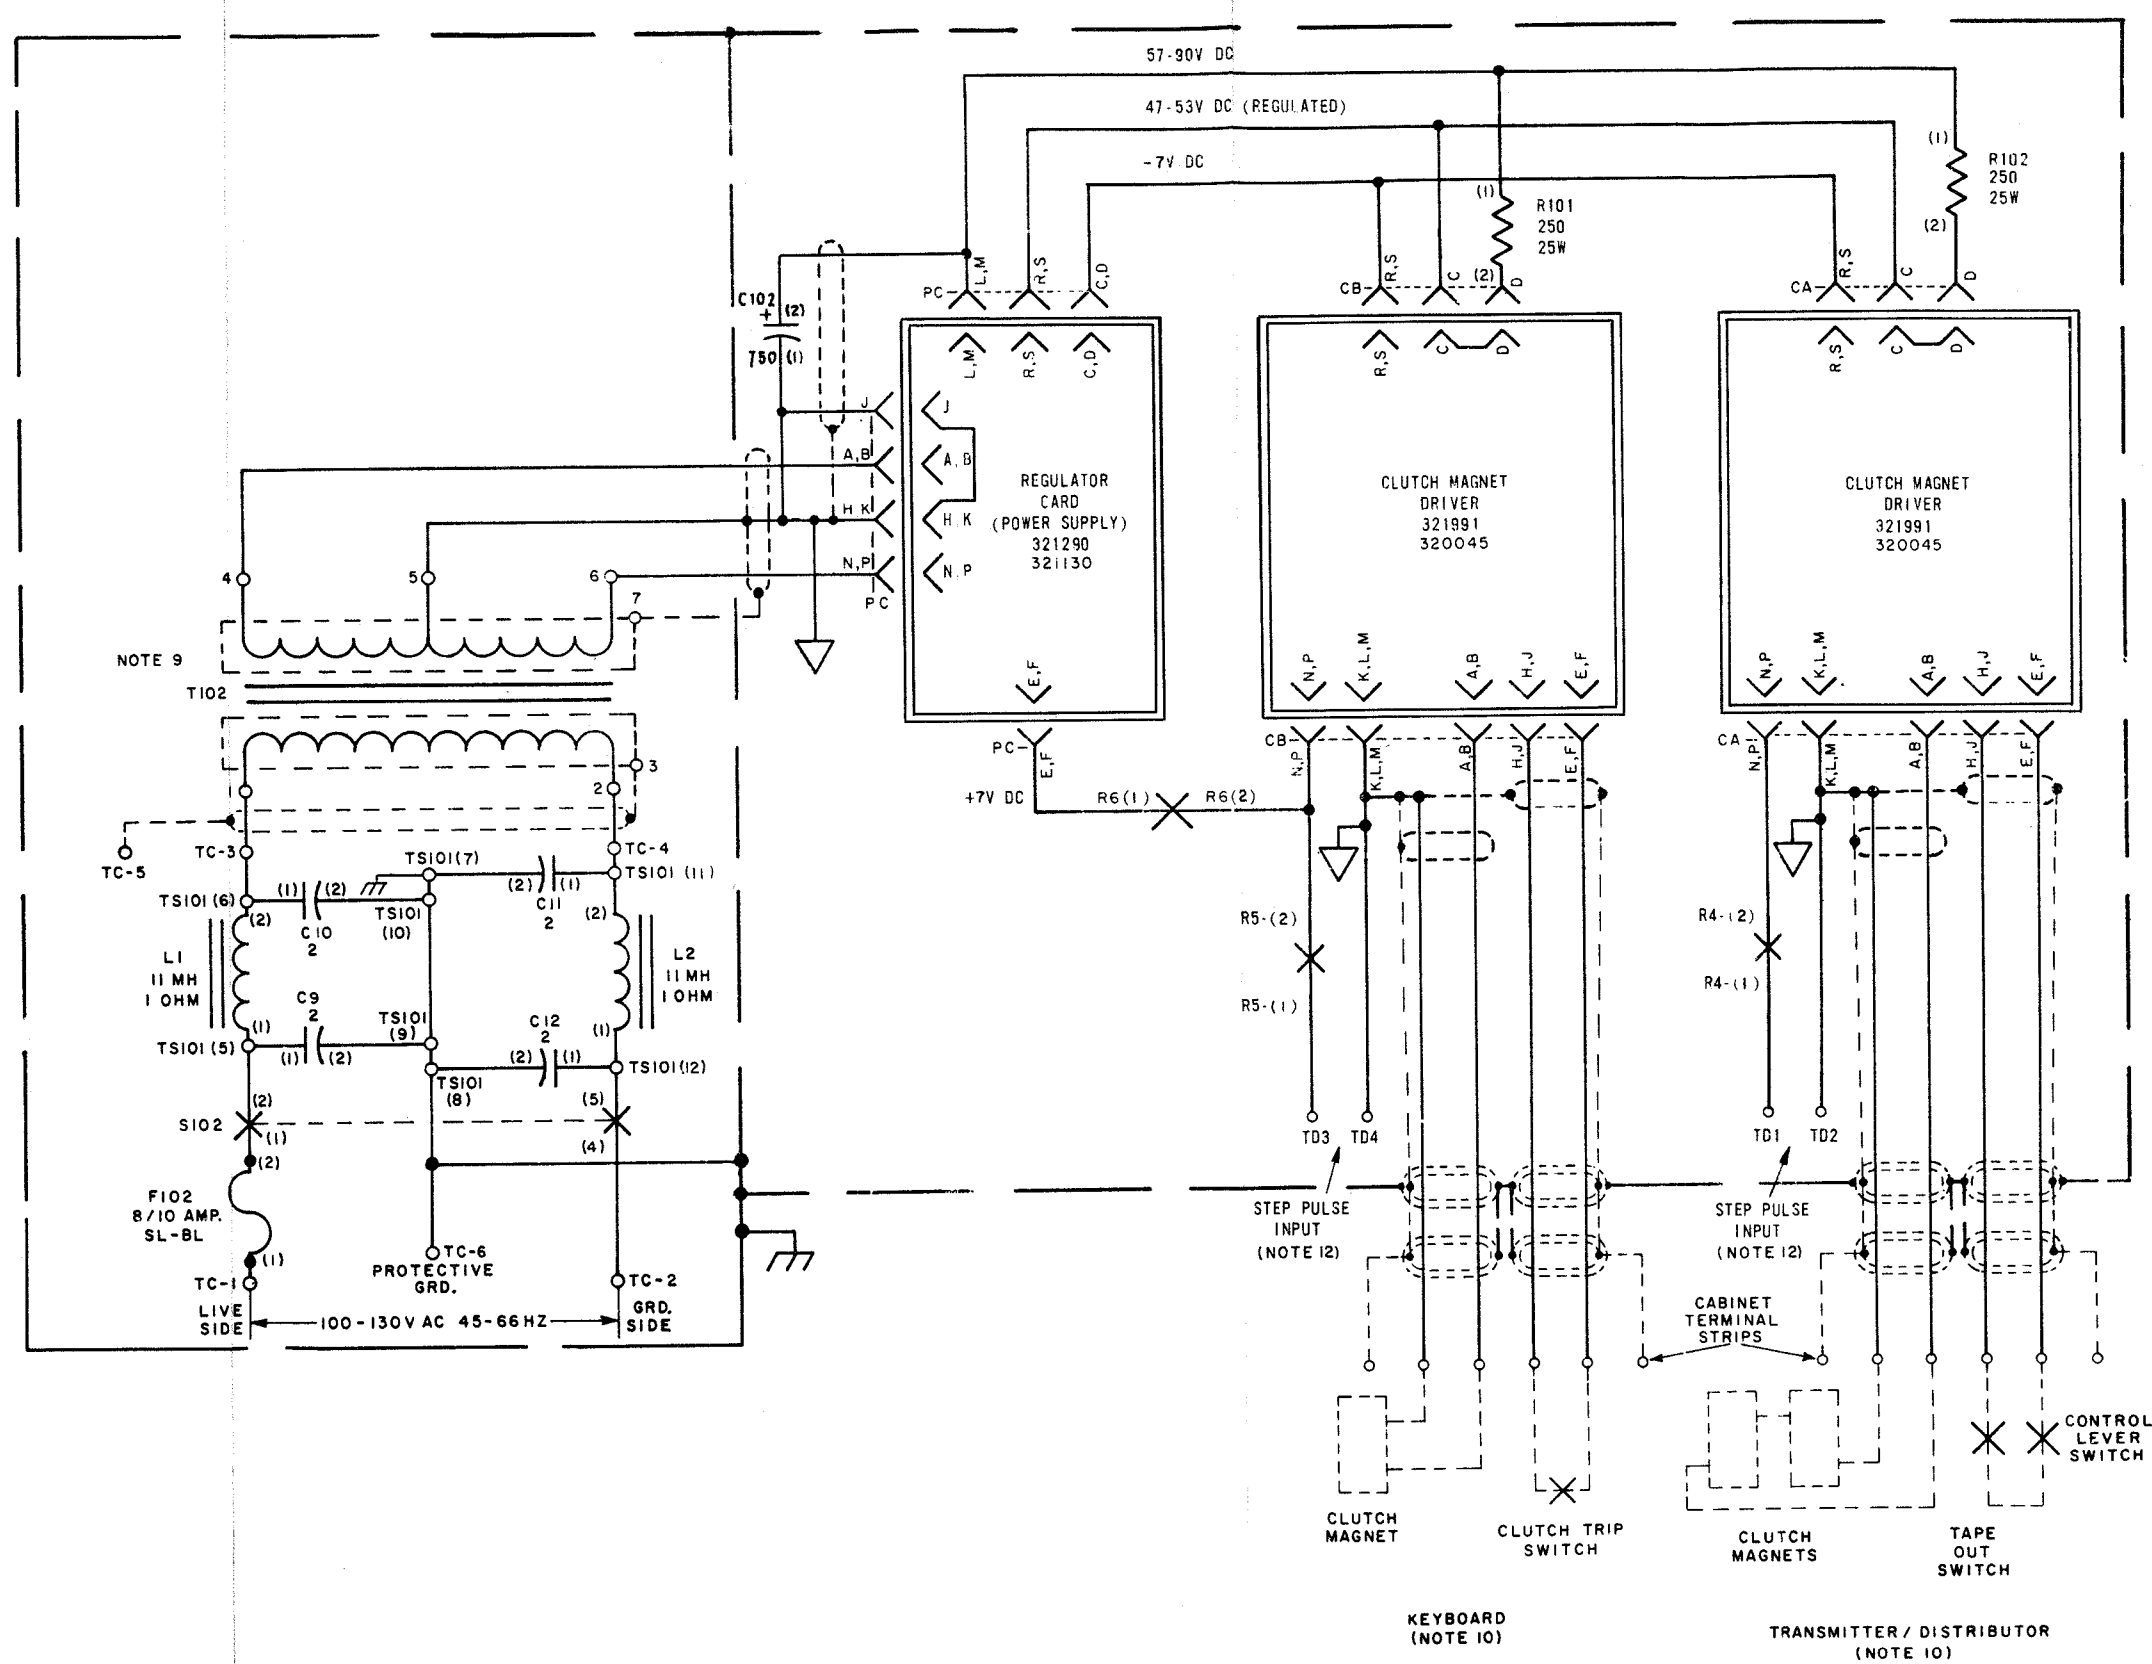 57-90V DC
47-53V DC (REGULATED)
-7V DC
(1)
R102
250
25W
(2)
(1)
R101
250
25W
(2)
C102
+
(2)
750
(1)
PC
L,M
R,S
C,D
CB
R,S
C
D
CA
R,S
C
D
L,M
R,S
C,D
R,S
C
D
R,S
C
D
J
A,B
H K
N,P
PC
J
A,B
H,K
N,P
REGULATOR
CARD
(POWER SUPPLY)
321290
321130
CLUTCH MAGNET
DRIVER
321991
320045
CLUTCH MAGNET
DRIVER
321991
320045
4
5
6
7
NOTE 9
T102
E,F
N,P
K,L,M
A,B
H,J
E,F
N,P
K,L,M
A,B
H,J
E,F
PC
E,F
CB
N,P
K,L,M
A,B
H,J
E,F
CA
N,P
K,L,M
A,B
H,J
E,F
3
2
+7V DC
R6(1)
R6(2)
TC-5
TC-3
TC-4
TS101(7)
TS101 (11)
(2)
(1)
C11
2
TS101(6)
(1)
(2)
C10
2
TS101
(10)
(2)
(2)
L1
11 MH
1 OHM
L2
11 MH
1 OHM
C9
2
(1)
TS101(5)
(1)
(2)
TS101
(9)
C12
2
(1)
(2)
(1)
TS101(12)
TS101
(8)
(2)
(5)
S102
(1)
(4)
(2)
F102
8/10 AMP.
SL-BL
(1)
TC-1
TC-6
PROTECTIVE
GRD.
TC-2
LIVE
SIDE
100-130V AC 45-66HZ
GRD.
SIDE
R5-(2)
R5-(1)
R4-(2)
R4-(1)
TD3
TD4
TD1
TD2
STEP PULSE
INPUT
(NOTE 12)
STEP PULSE
INPUT
(NOTE 12)
CABINET
TERMINAL
STRIPS
CLUTCH
MAGNET
CLUTCH TRIP
SWITCH
CLUTCH
MAGNETS
TAPE
OUT
SWITCH
CONTROL
LEVER
SWITCH
KEYBOARD
(NOTE 10)
TRANSMITTER/ DISTRIBUTOR
(NOTE 10)